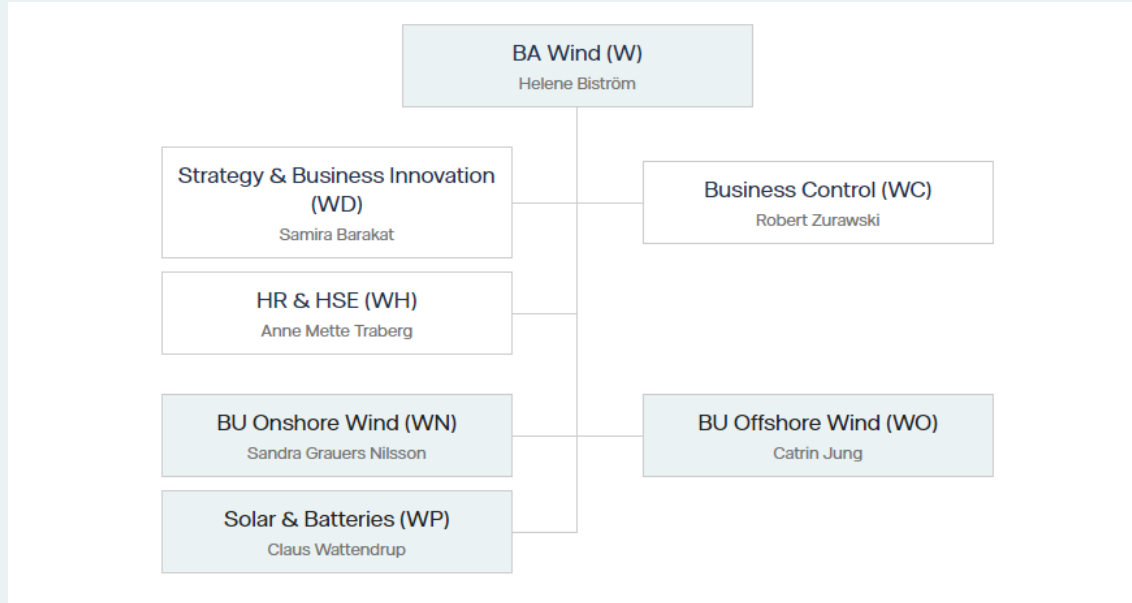 BA Wind (W)
Helene Biström
Strategy & Business Innovation
(WD)
Samira Barakat
Business Control (WC)
Robert Zurawski
HR & HSE (WH)
Anne Mette Traberg
BU Onshore Wind (WN)
Sandra Grauers Nilsson
BU Offshore Wind (WO)
Catrin Jung
Solar & Batteries (WP)
Claus Wattendrup